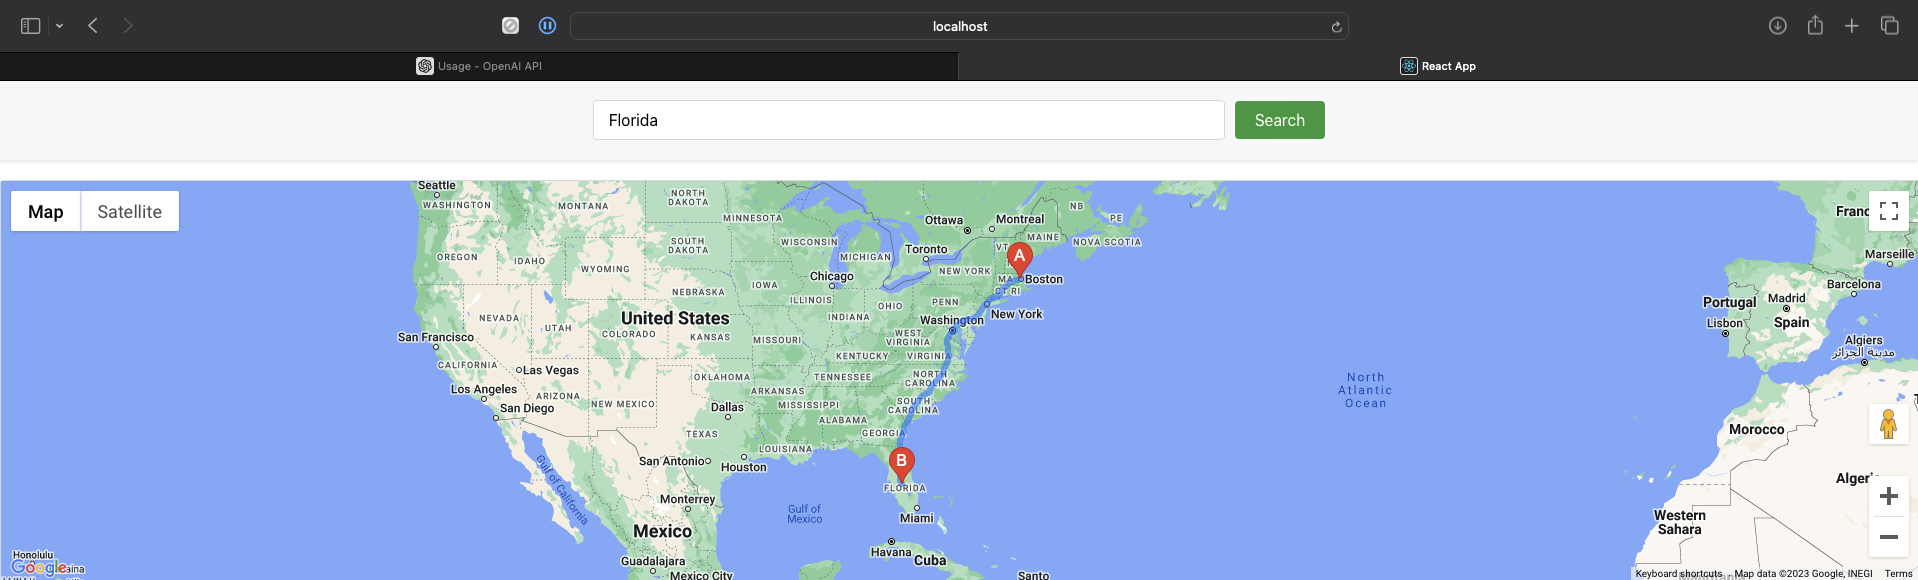 localhost
Usage - OpenAI API
React App
Florida
Search
Map
Satellite
Seattle
WASHINGTON
MONTANA
NORTH
DAKOTA
MINNESOTA
Ottawa
Montreal
NB
PE
MAINE
NOVA SCOTIA
VT
OREGON
IDAHO
WYOMING
SOUTH
DAKOTA
WISCONSIN
MICHIGAN
Toronto
NEW YORK
A
MA
Boston
CT RI
Chicago
IOWA
NEBRASKA
ILLINOIS
INDIANA
OHIO
PENN
New York
NEVADA
UTAH
United States
COLORADO
KANSAS
MISSOURI
Washington
WEST
VIRGINIA
KENTUCKY
VIRGINIA
San Francisco
CALIFORNIA
Las Vegas
OKLAHOMA
TENNESSEE
NORTH
CAROLINA
Los Angeles
ARIZONA
NEW MEXICO
ARKANSAS
MISSISSIPPI
SOUTH
CAROLINA
San Diego
Dallas
ALABAMA
TEXAS
GEORGIA
LOUISIANA
San Antonio
Houston
B
FLORIDA
Gulf of California
Monterrey
Gulf of
Mexico
Miami
Mexico
Havana
Cuba
Guadalajara
Mexico City
Santo
Honolulu
Google
North
Atlantic
Ocean
Franc
Marseille
Barcelona
Portugal
Madrid
Lisbon
Spain
Algiers
مدينة الجزائر
Morocco
Algeri
Western
Sahara
Keyboard shortcuts
Map data ©2023 Google, INEGI
Terms